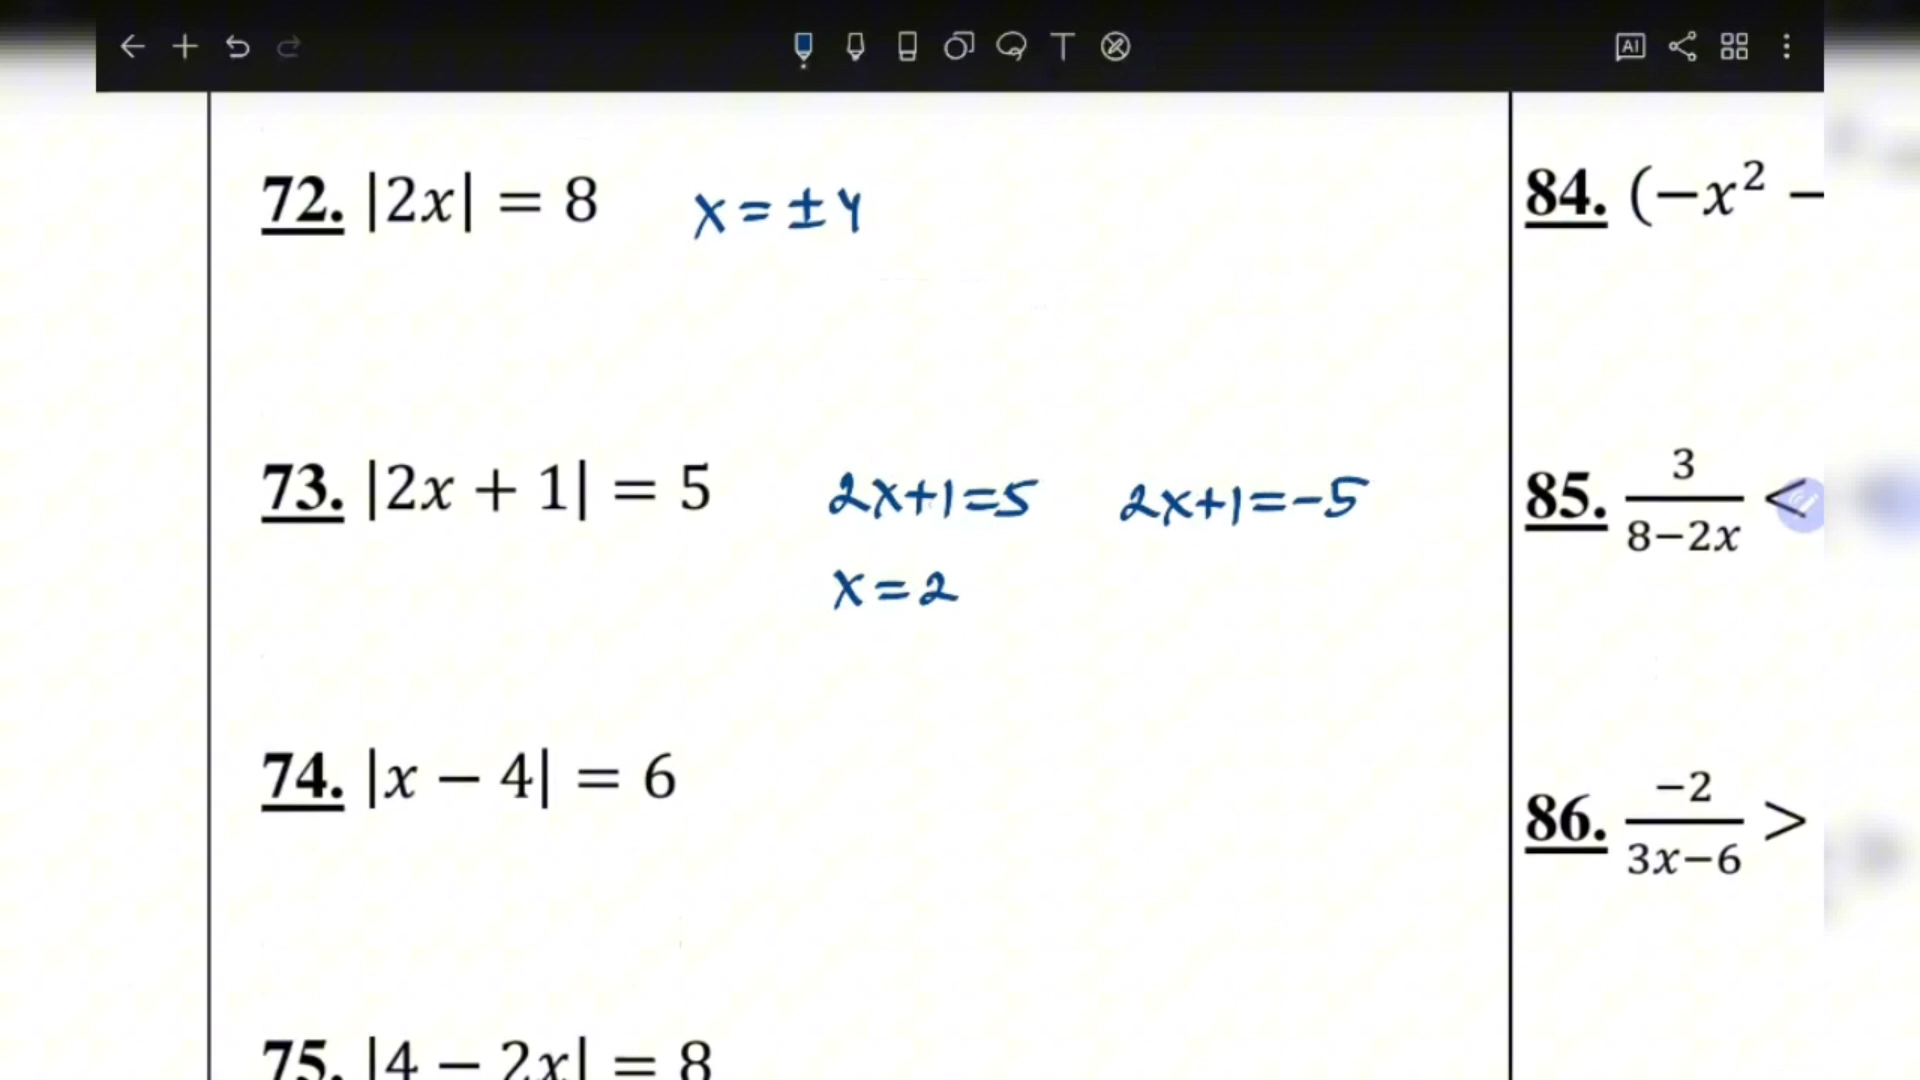 AI
T
72. |2x| = 8 x = ± 4
73. |2x + 1| = 5 2x+1=5 2x+1=-5
x = 2
74. |x − 4| = 6
75. |4 − 2x| = 8
84. (−x² −
85. 3/(8−2x) <
86. −2/(3x−6) >